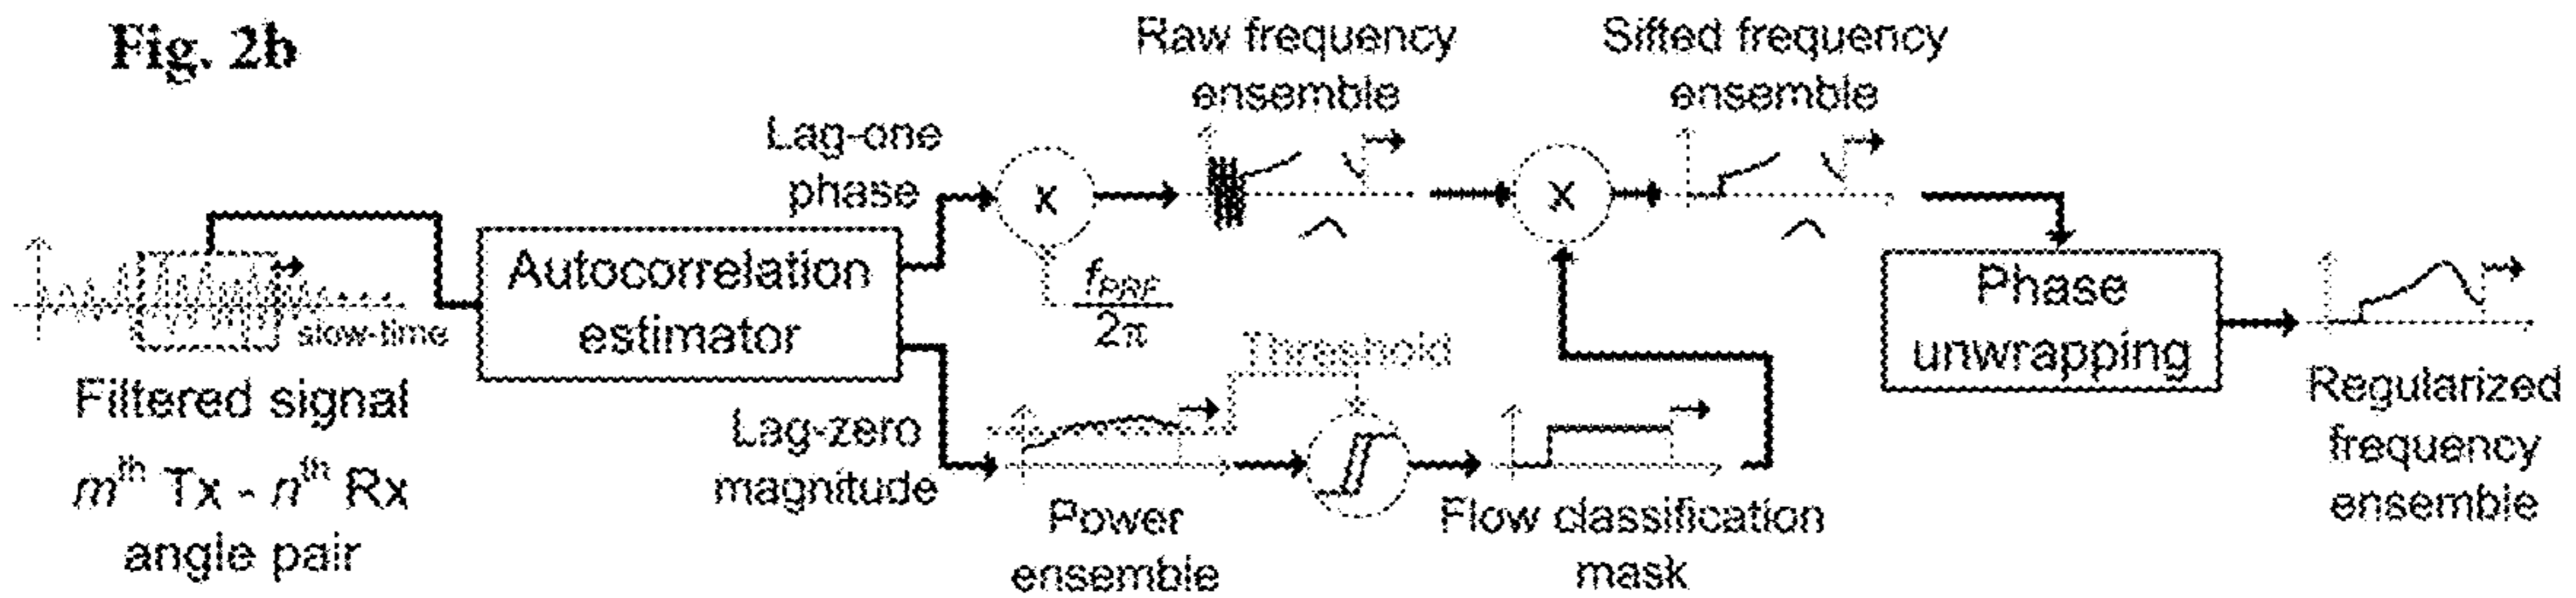 Fig. 2b
Raw frequency
ensemble
Sifted frequency
ensemble
Lag-one
phase
x
x
f_PRF
2π
slow-time
Autocorrelation
estimator
Filtered signal
mth Tx - nth Rx
angle pair
Threshold
Lag-zero
magnitude
Power
ensemble
Flow classification
mask
Phase
unwrapping
Regularized
frequency
ensemble